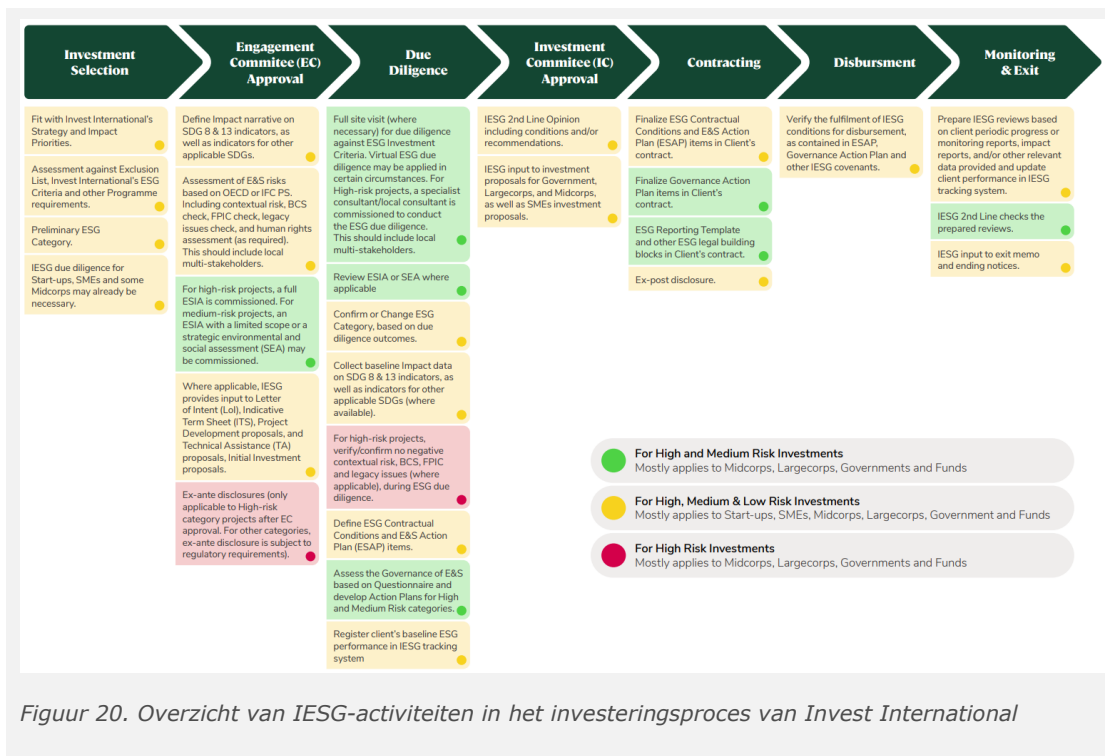 Investment
Selection
Engagement
Commitee (EC)
Approval
Due
Diligence
Investment
Commitee (IC)
Approval
Contracting
Disbursment
Monitoring
& Exit
Fit with Invest International's
Strategy and Impact
Priorities.
Assessment against Exclusion
List, Invest International's ESG
Criteria and other Programme
requirements.
Preliminary ESG
Category.
IESG due diligence for
Start-ups, SMEs and some
Midcorps may already be
necessary.
Define Impact narrative on
SDG 8 & 13 indicators, as
well as indicators for other
applicable SDGs.
Assessment of E&S risks
based on OECD or IFC PS.
Including contextual risk, BCS
check, FPIC check, legacy
issues check, and human rights
assessment (as required).
This should include local
multi-stakeholders.
For high-risk projects, a full
ESIA is commissioned. For
medium-risk projects, an
ESIA with a limited scope or a
strategic environmental and
social assessment (SEA) may
be commissioned.
Where applicable, IESG
provides input to Letter
of Intent (LoI), Indicative
Term Sheet (ITS), Project
Development proposals, and
Technical Assistance (TA)
proposals, Initial Investment
proposals.
Ex-ante disclosures (only
applicable to High-risk
category projects after EC
approval. For other categories,
ex-ante disclosure is subject to
regulatory requirements).
Full site visit (where
necessary) for due diligence
against ESG Investment
Criteria. Virtual ESG due
diligence may be applied in
certain circumstances. For
High-risk projects, a specialist
consultant/local consultant is
commissioned to conduct
the ESG due diligence.
This should include local
multi-stakeholders.
Review ESIA or SEA where
applicable
Confirm or Change ESG
Category, based on due
diligence outcomes.
Collect baseline Impact data
on SDG 8 & 13 indicators, as
well as indicators for other
applicable SDGs (where
available).
For high-risk projects,
verify/confirm no negative
contextual risk, BCS, FPIC
and legacy issues (where
applicable), during ESG due
diligence.
Define ESG Contractual
Conditions and E&S Action
Plan (ESAP) items.
Assess the Governance of E&S
based on Questionnaire and
develop Action Plans for High
and Medium Risk categories.
Register client's baseline ESG
performance in IESG tracking
system
IESG 2nd Line Opinion
including conditions and/or
recommendations.
IESG input to investment
proposals for Government,
Largecorps, and Midcorps,
as well as SMEs investment
proposals.
Finalize ESG Contractual
Conditions and E&S Action
Plan (ESAP) items in Client's
contract.
Finalize Governance Action
Plan items in Client's
contract.
ESG Reporting Template
and other ESG legal building
blocks in Client's contract.
Ex-post disclosure.
Verify the fulfilment of IESG
conditions for disbursement,
as contained in ESAP,
Governance Action Plan and
other IESG covenants.
Prepare IESG reviews based
on client periodic progress or
monitoring reports, impact
reports, and/or other relevant
data provided and update
client performance in IESG
tracking system.
IESG 2nd Line checks the
prepared reviews.
IESG input to exit memo
and ending notices.
For High and Medium Risk Investments
Mostly applies to Midcorps, Largecorps, Governments and Funds
For High, Medium & Low Risk Investments
Mostly applies to Start-ups, SMEs, Midcorps, Largecorps, Government and Funds
For High Risk Investments
Mostly applies to Midcorps, Largecorps, Governments and Funds
Figuur 20. Overzicht van IESG-activiteiten in het investeringsproces van Invest International